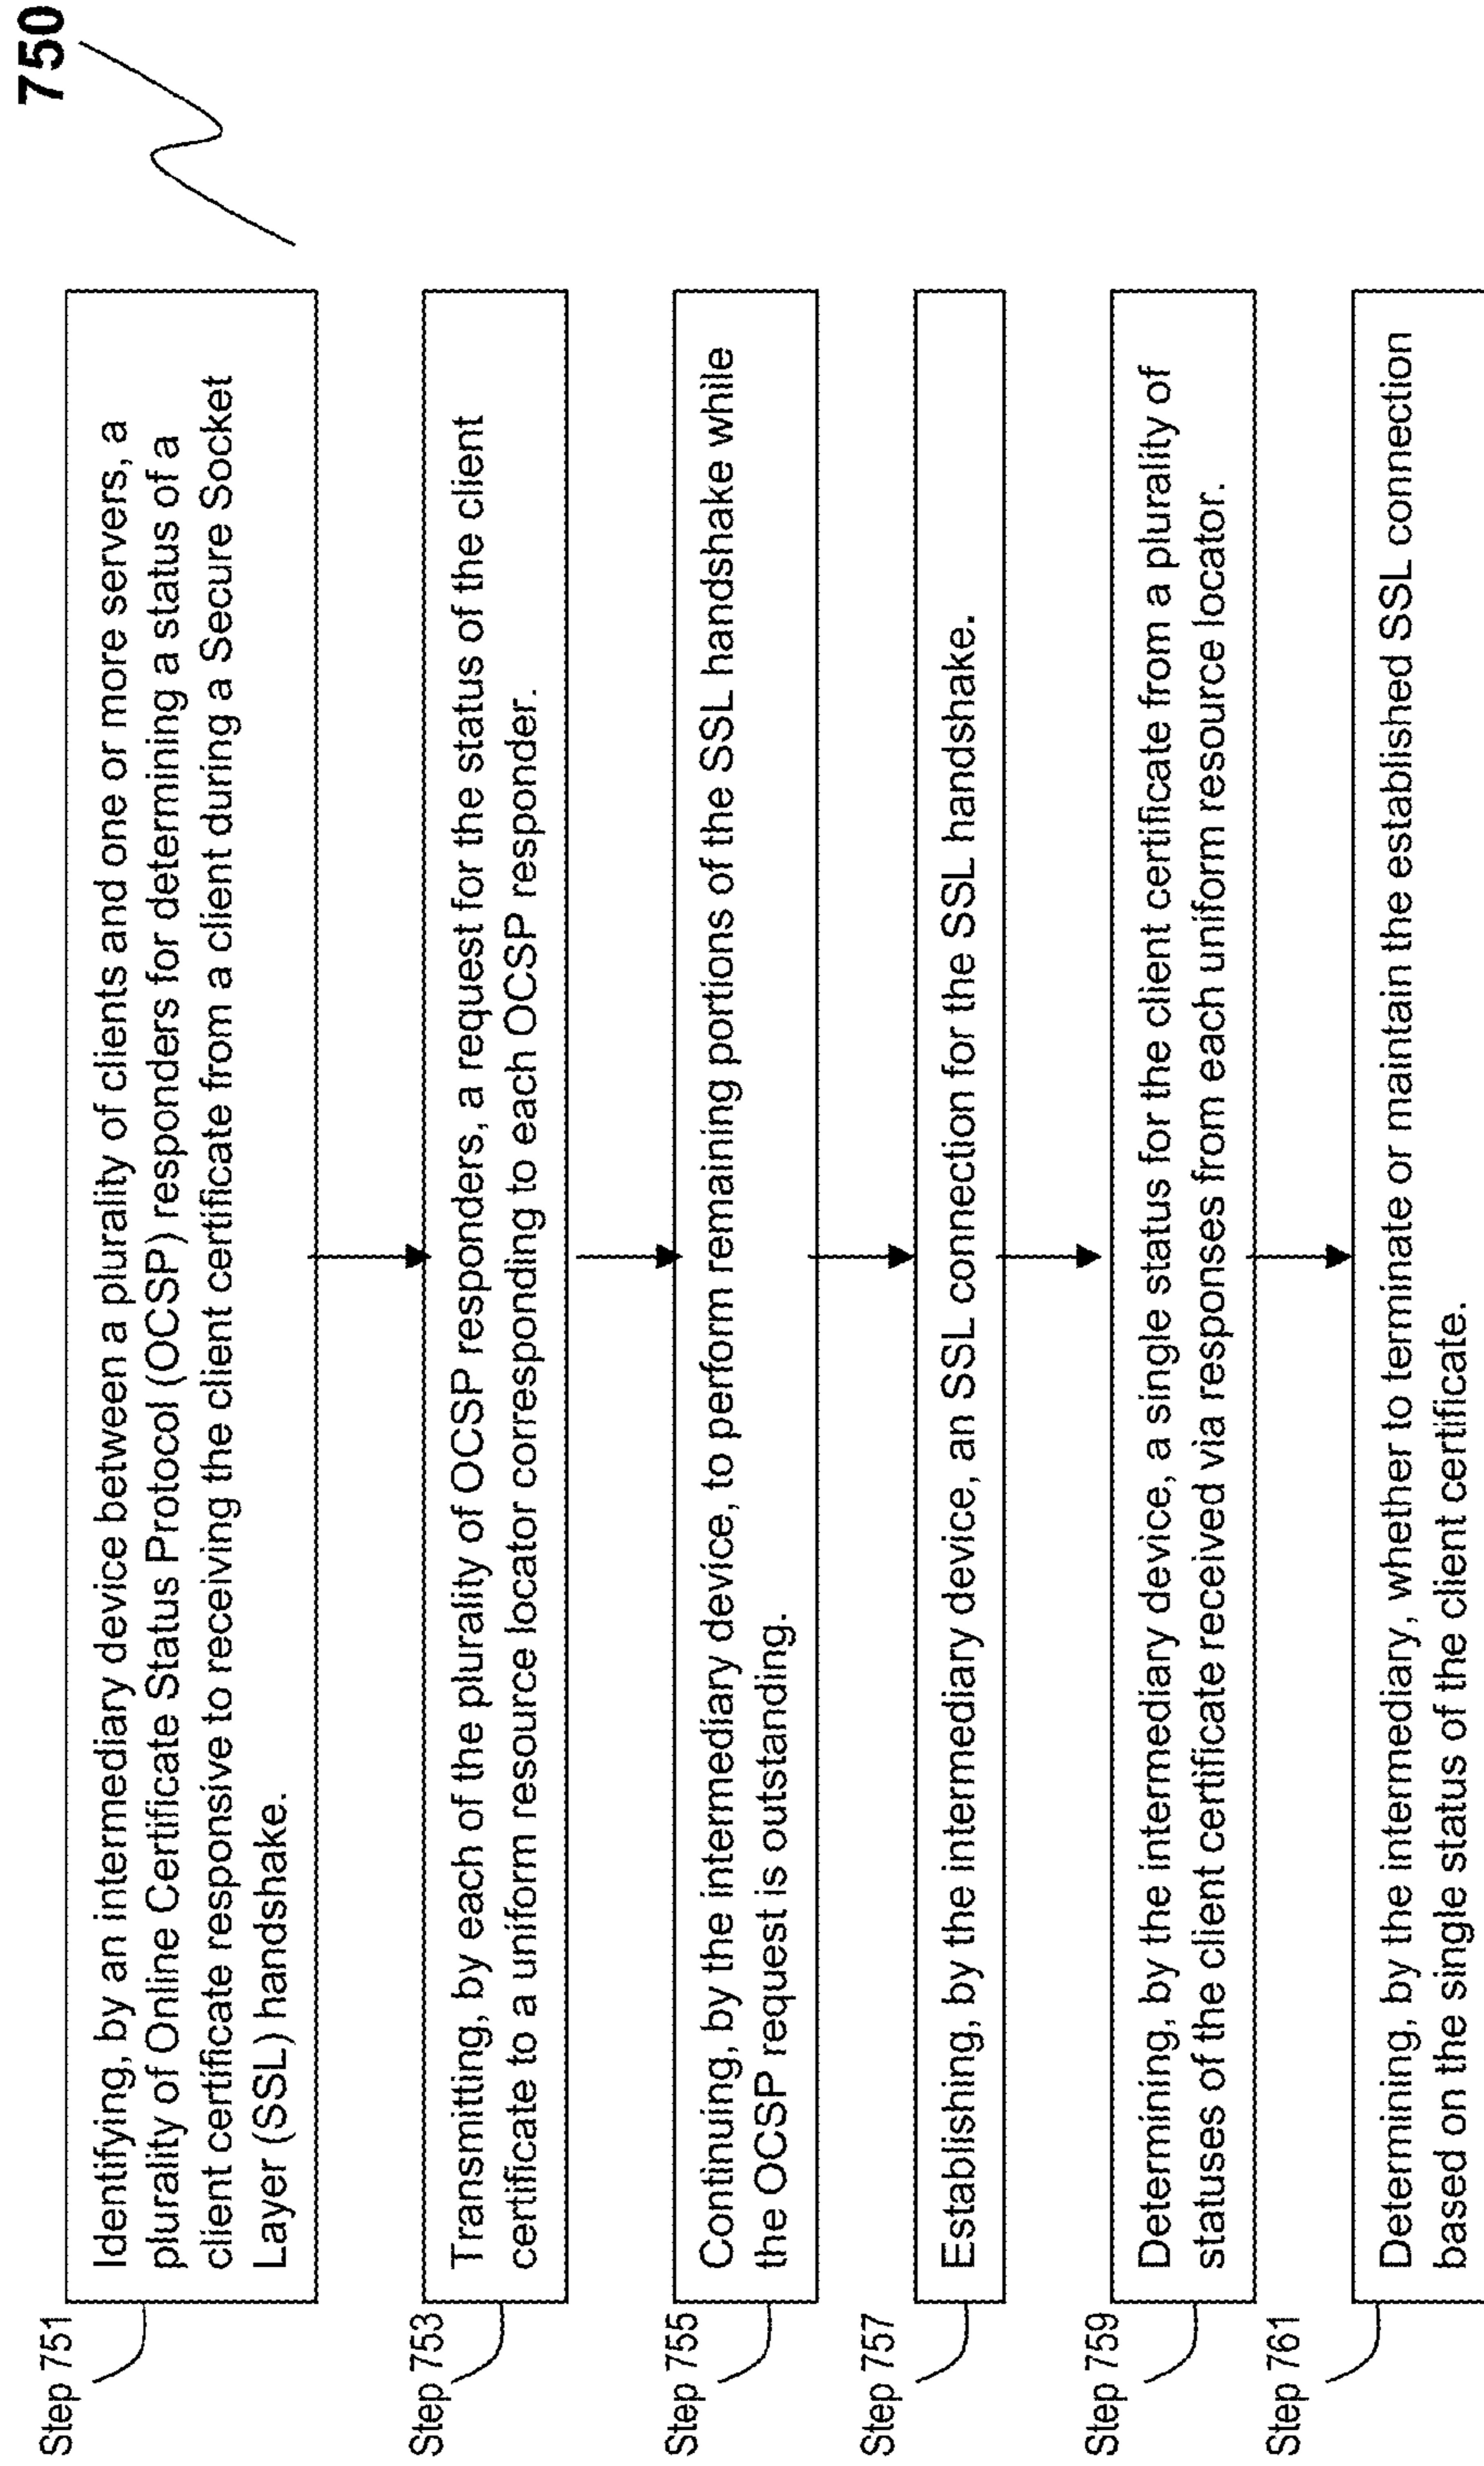 750
Step 751
Identifying, by an intermediary device between a plurality of clients and one or more servers, a
plurality of Online Certificate Status Protocol (OCSP) responders for determining a status of a
client certificate responsive to receiving the client certificate from a client during a Secure Socket
Layer (SSL) handshake.
Step 753
Transmitting, by each of the plurality of OCSP responders, a request for the status of the client
certificate to a uniform resource locator corresponding to each OCSP responder.
Step 755
Continuing, by the intermediary device, to perform remaining portions of the SSL handshake while
the OCSP request is outstanding.
Step 757
Establishing, by the intermediary device, an SSL connection for the SSL handshake.
Step 759
Determining, by the intermediary device, a single status for the client certificate from a plurality of
statuses of the client certificate received via responses from each uniform resource locator.
Step 761
Determining, by the intermediary, whether to terminate or maintain the established SSL connection
based on the single status of the client certificate.